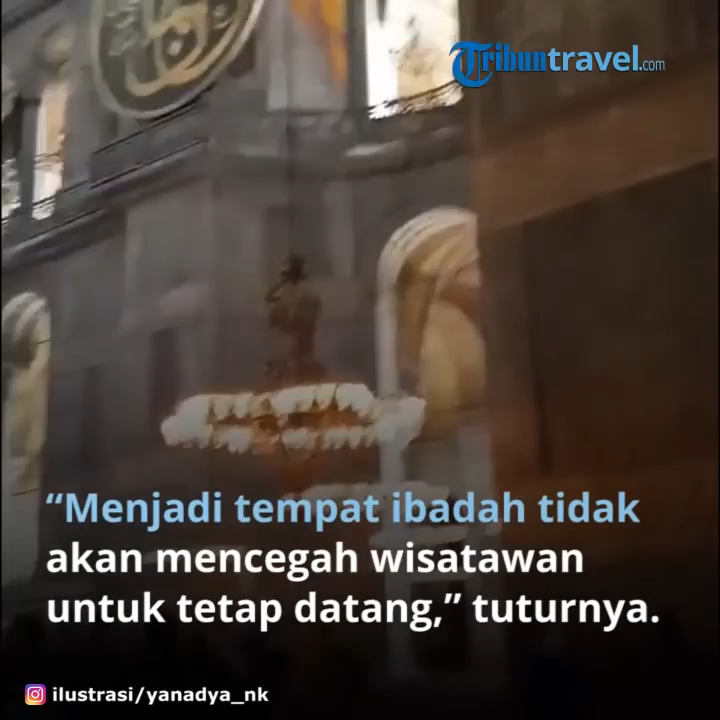 Tribuntravel.com
“Menjadi tempat ibadah tidak
akan mencegah wisatawan
untuk tetap datang,” tuturnya.
ilustrasi/yanadya_nk